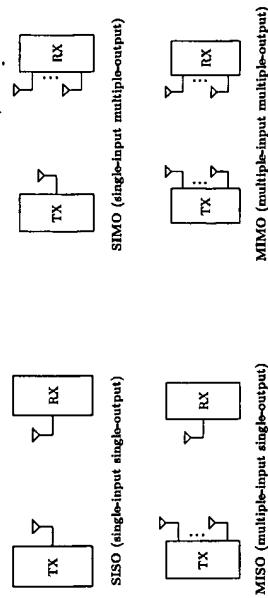 TX RX TX RX
SISO (single-input single-output) SIMO (single-input multiple-output)
TX RX TX RX
MISO (multiple-input single-output) MIMO (multiple-input multiple-output)